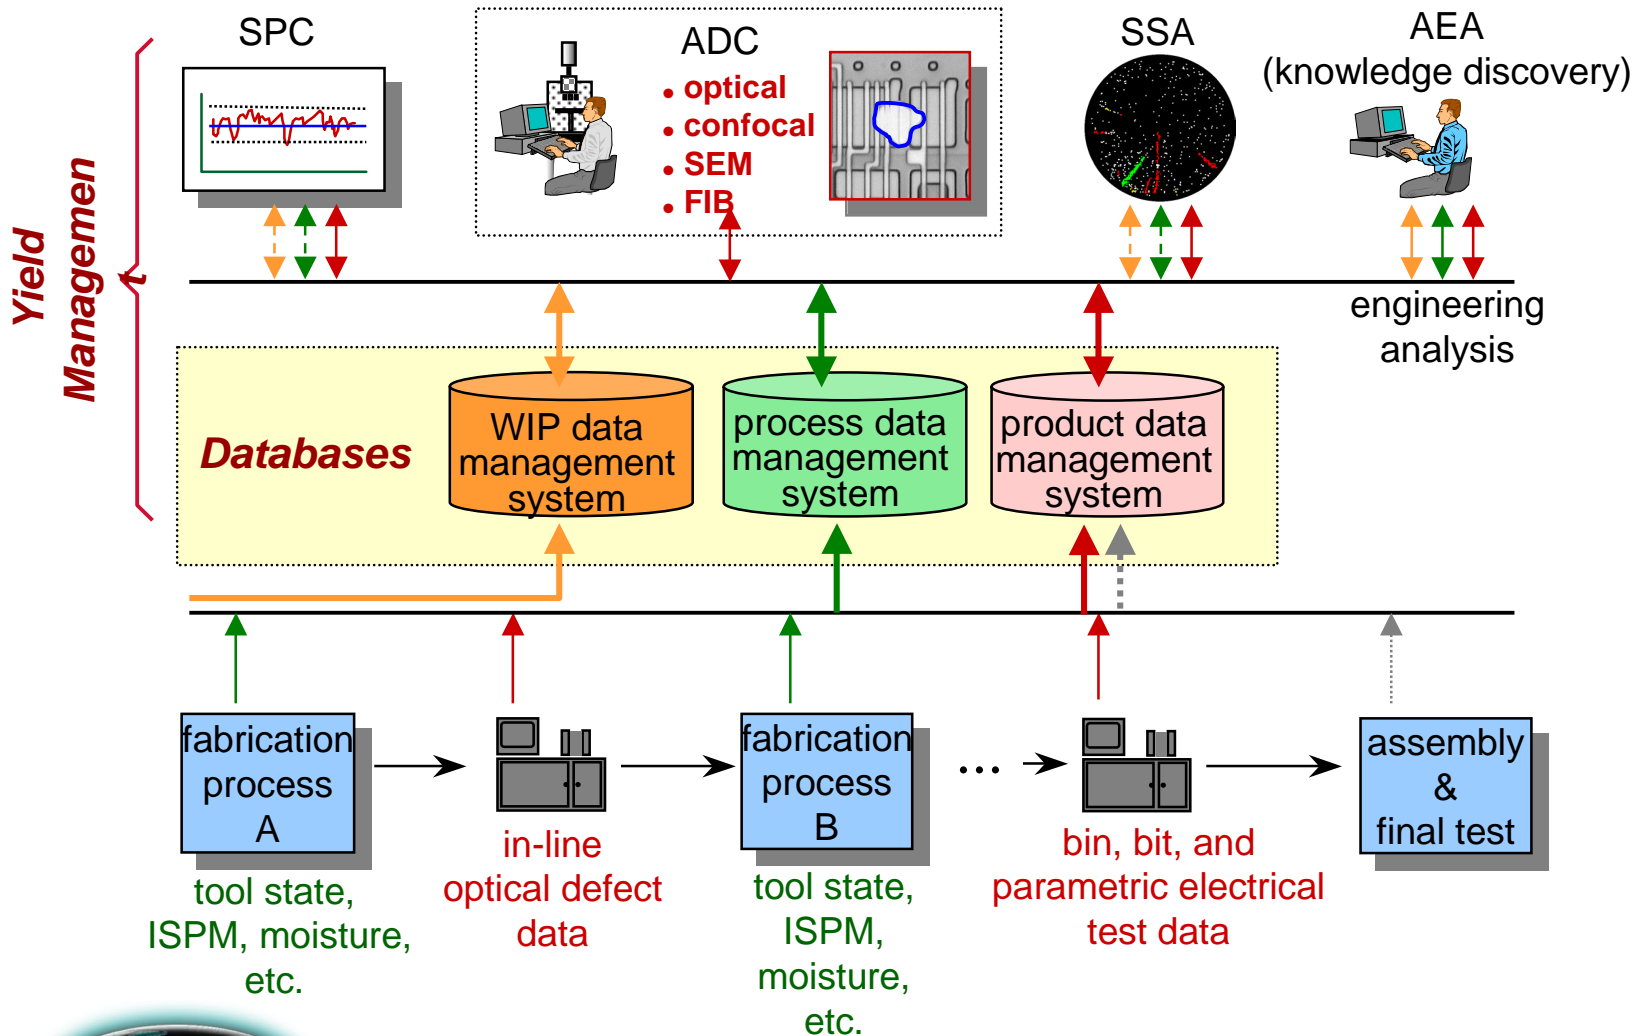 SPC
ADC
• optical
• confocal
• SEM
• FIB
SSA
AEA
(knowledge discovery)
Yield
Managemen
t
engineering
analysis
Databases
WIP data
management
system
process data
management
system
product data
management
system
fabrication
process
A
in-line
optical defect
data
fabrication
process
B
...
bin, bit, and
parametric electrical
test data
assembly
&
final test
tool state,
ISPM, moisture,
etc.
tool state,
ISPM,
moisture,
etc.